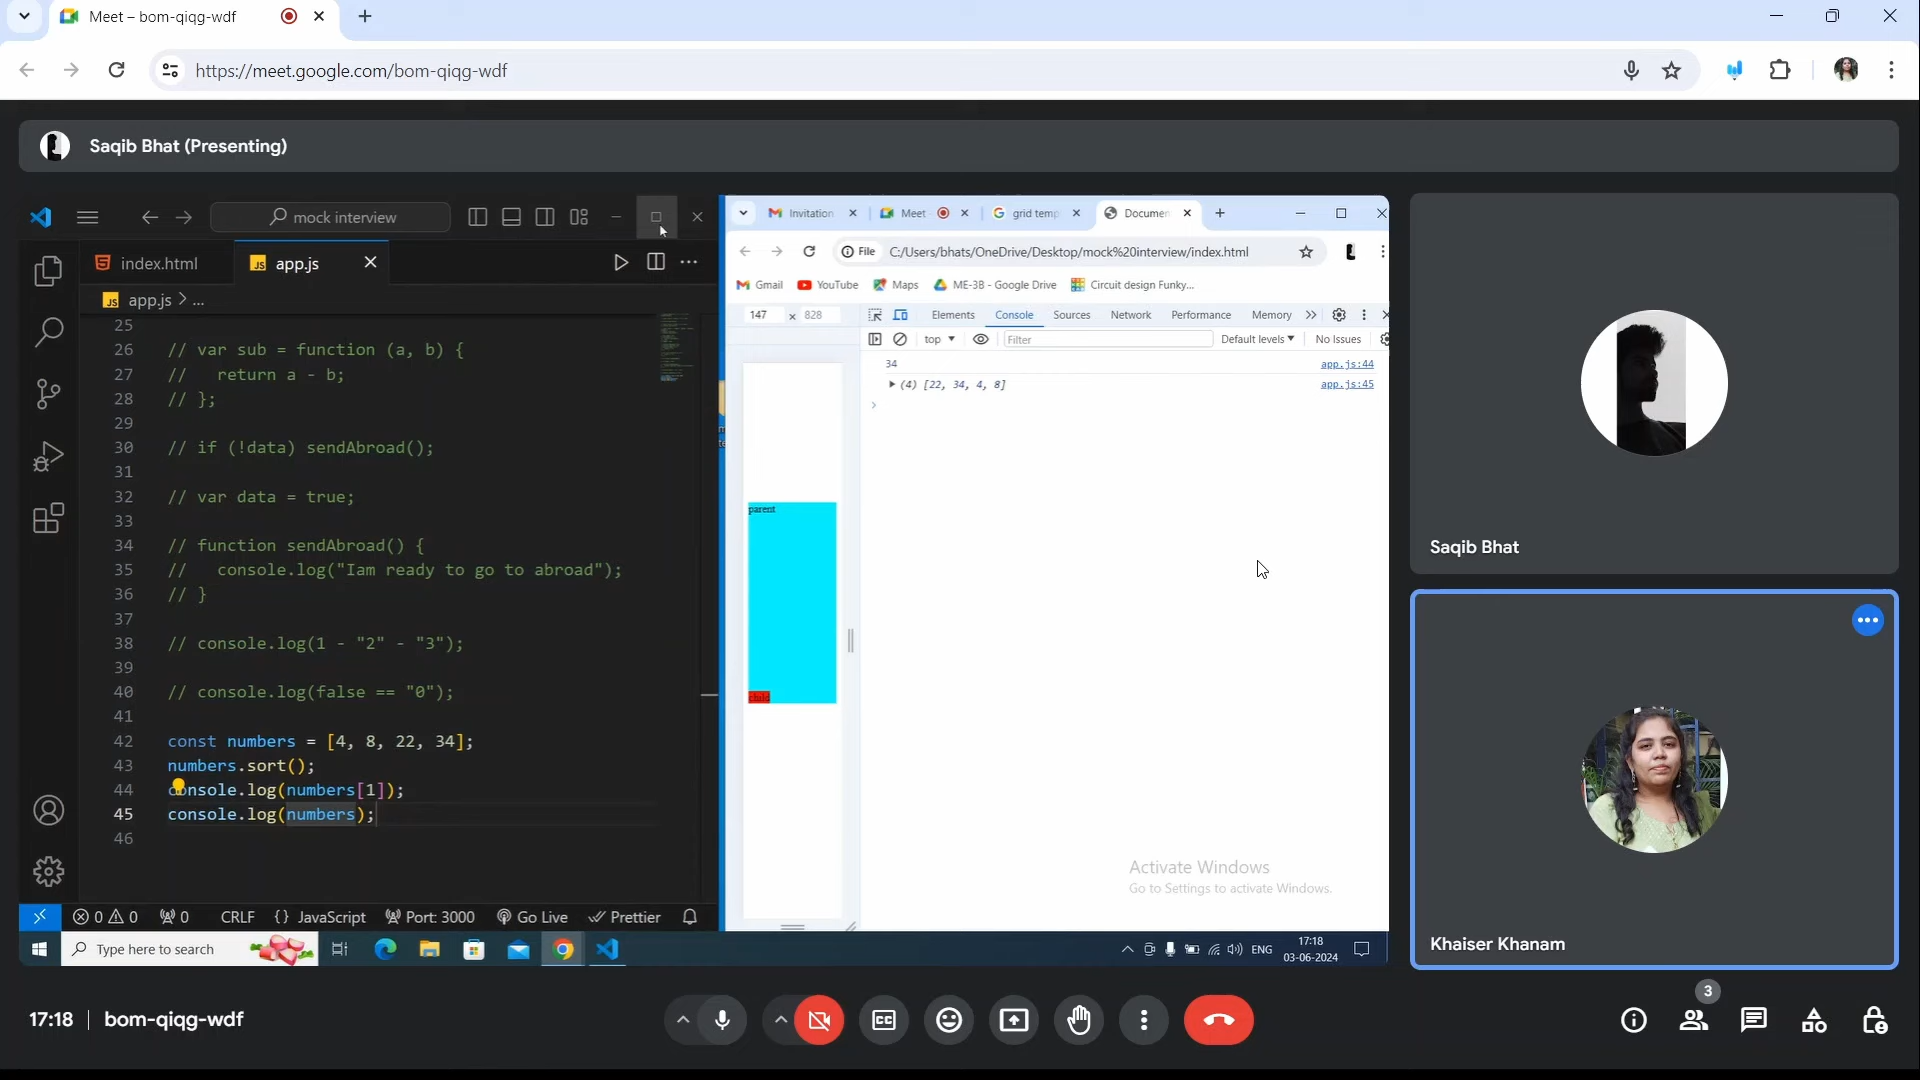 Meet – bom-qiqg-wdf
https://meet.google.com/bom-qiqg-wdf
Saqib Bhat (Presenting)
mock interview
index.html
app.js
app.js > ...
25
26 // var sub = function (a, b) {
27 //   return a - b;
28 // };
29
30 // if (!data) sendAbroad();
31
32 // var data = true;
33
34 // function sendAbroad() {
35 //   console.log("Iam ready to go to abroad");
36 // }
37
38 // console.log(1 - "2" - "3");
39
40 // console.log(false == "0");
41
42 const numbers = [4, 8, 22, 34];
43 numbers.sort();
44 console.log(numbers[1]);
45 console.log(numbers);
46
0 0 0 CRLF {} JavaScript Port: 3000 Go Live Prettier
Invitation
Meet
grid temp
Documen
File C:/Users/bhats/OneDrive/Desktop/mock%20interview/index.html
Gmail YouTube Maps ME-3B - Google Drive Circuit design Funky...
147 x 828
Elements Console Sources Network Performance Memory
top Filter Default levels No Issues
34 app.js:44
(4) [22, 34, 4, 8] app.js:45
parent
child
Activate Windows
Go to Settings to activate Windows.
Type here to search
ENG
17:18
03-06-2024
Saqib Bhat
Khaiser Khanam
17:18 | bom-qiqg-wdf
3